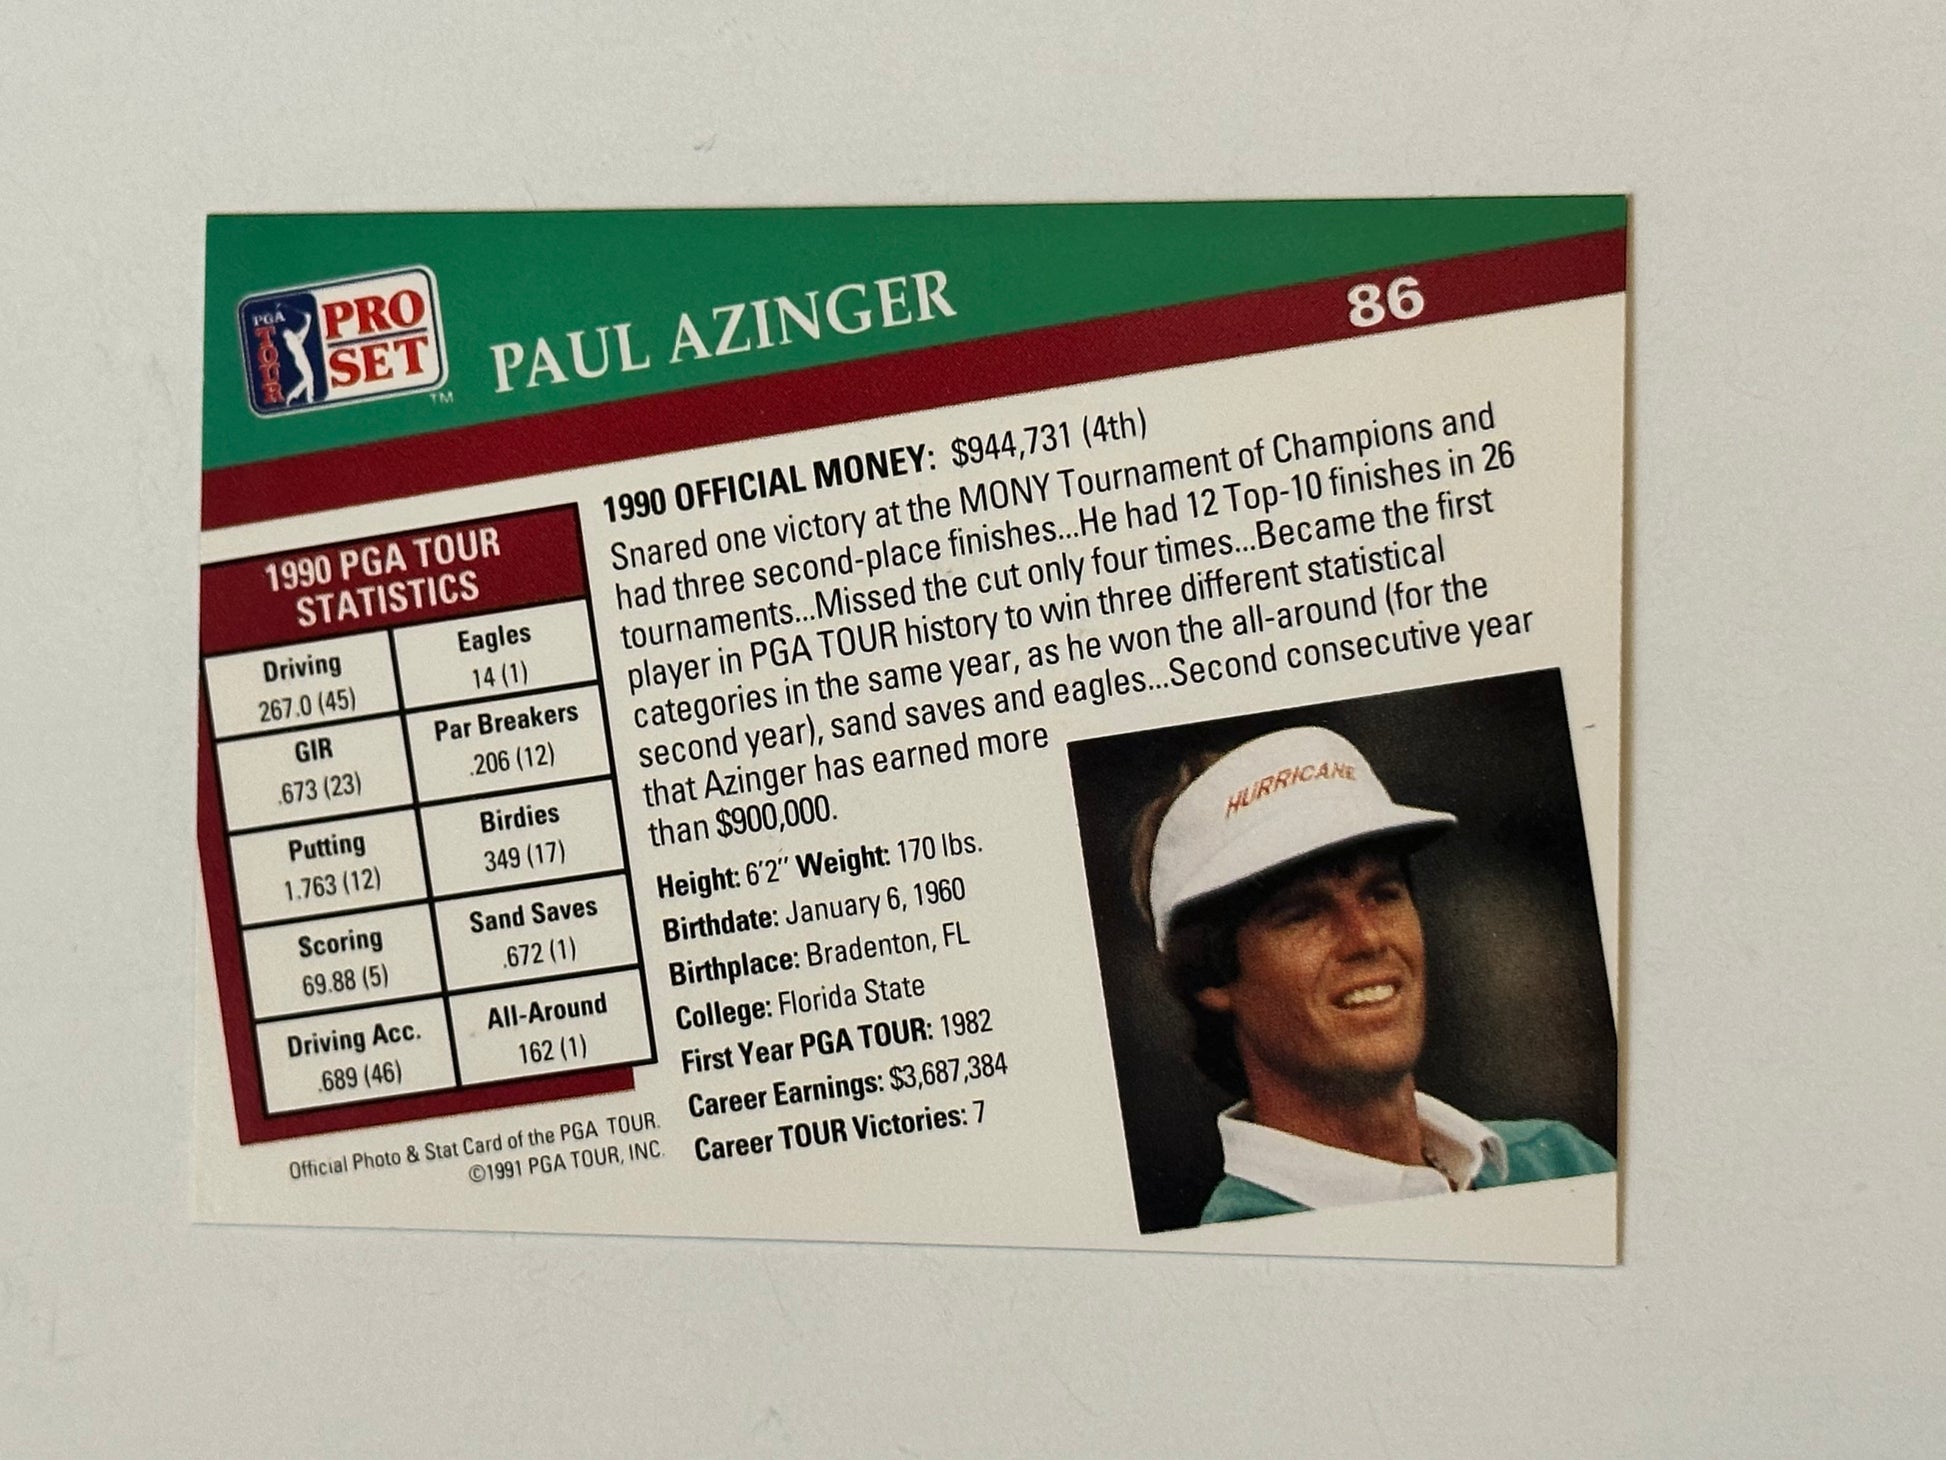 PGA TOUR
PRO
SET
TM
PAUL AZINGER
86
1990 PGA TOUR
STATISTICS
Driving
267.0 (45)
Eagles
14 (1)
GIR
.673 (23)
Par Breakers
.206 (12)
Putting
1.763 (12)
Birdies
349 (17)
Scoring
69.88 (5)
Sand Saves
.672 (1)
Driving Acc.
.689 (46)
All-Around
162 (1)
Official Photo & Stat Card of the PGA TOUR.
©1991 PGA TOUR, INC.
1990 OFFICIAL MONEY: $944,731 (4th)
Snared one victory at the MONY Tournament of Champions and
had three second-place finishes...He had 12 Top-10 finishes in 26
tournaments...Missed the cut only four times...Became the first
player in PGA TOUR history to win three different statistical
categories in the same year, as he won the all-around (for the
second year), sand saves and eagles...Second consecutive year
that Azinger has earned more
than $900,000.
Height: 6'2" Weight: 170 lbs.
Birthdate: January 6, 1960
Birthplace: Bradenton, FL
College: Florida State
First Year PGA TOUR: 1982
Career Earnings: $3,687,384
Career TOUR Victories: 7
HURRICANE